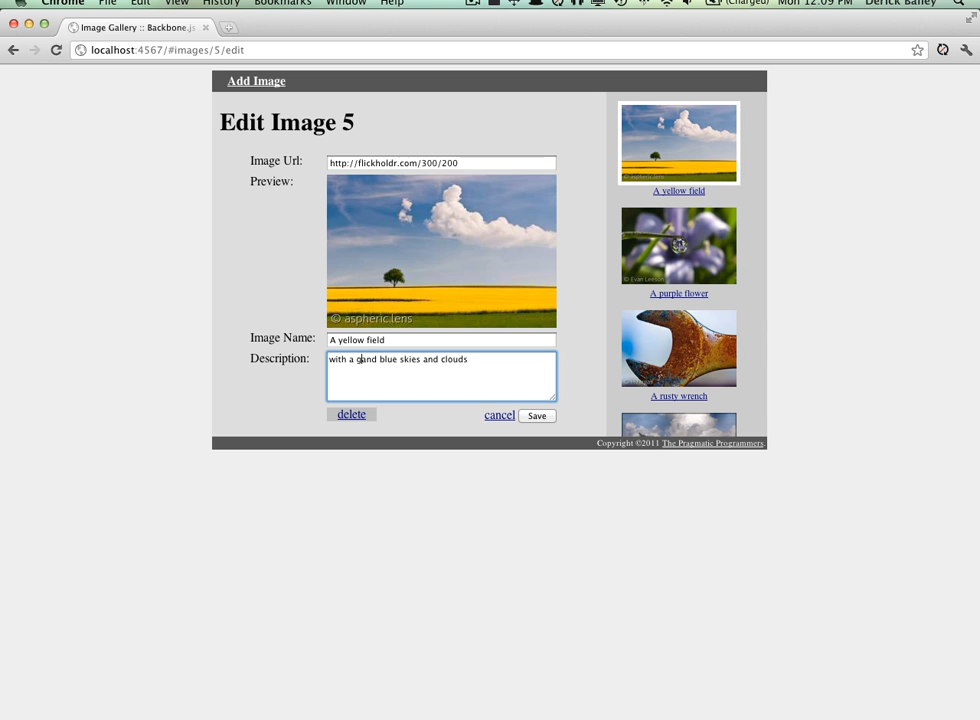 Chrome File Edit View History Bookmarks Window Help (Charged) Mon 12:09 PM Derick Bailey
Image Gallery :: Backbone.js
localhost:4567/#images/5/edit
Add Image
Edit Image 5
Image Url: http://flickholdr.com/300/200
Preview:
© aspheric.lens
Image Name: A yellow field
Description: with a gand blue skies and clouds
delete cancel Save
A yellow field
A purple flower
A rusty wrench
Copyright ©2011 The Pragmatic Programmers.